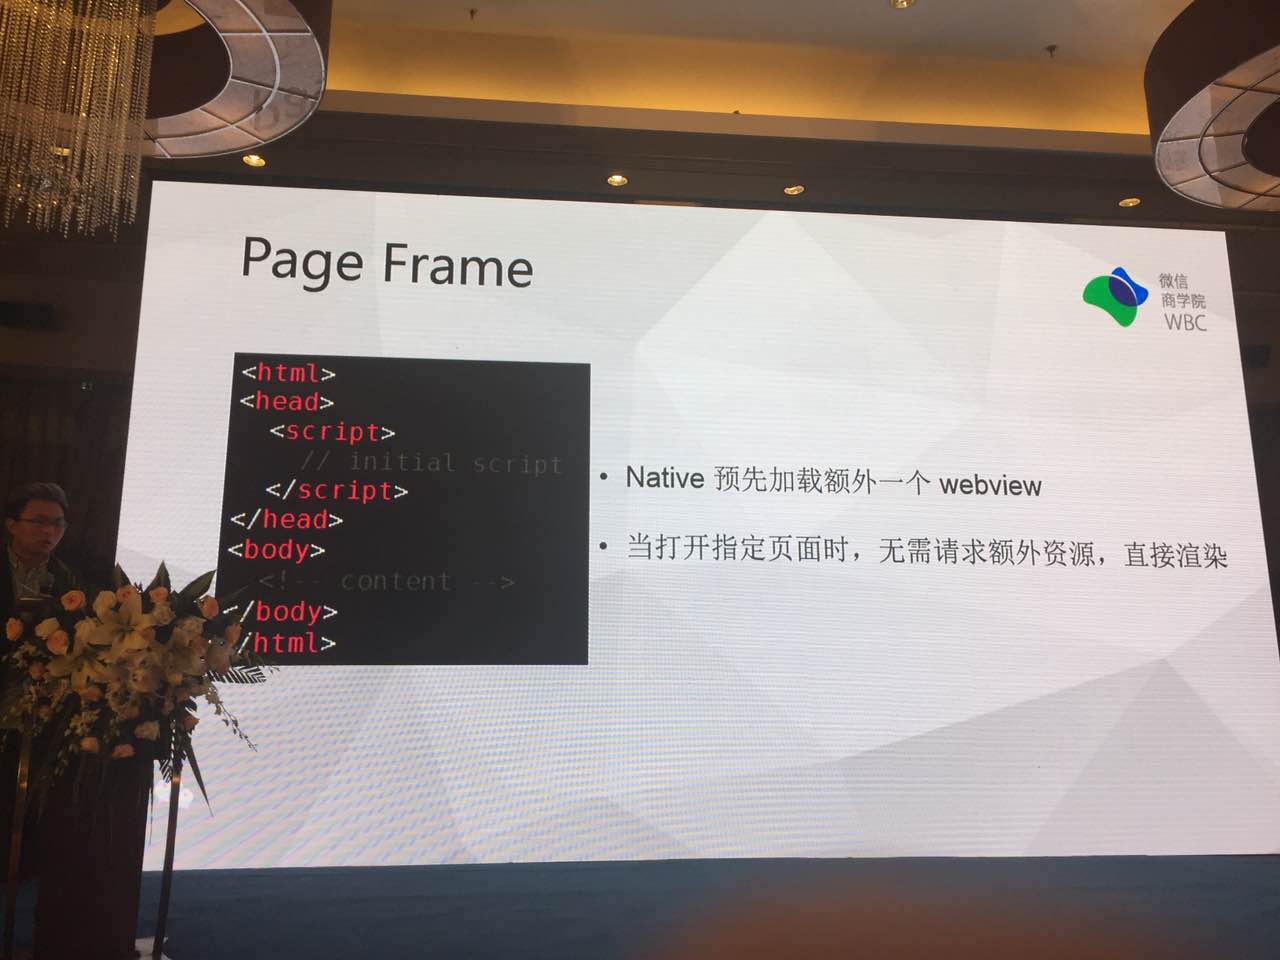 Page Frame
微信
商学院
WBC
<html>
<head>
<script>
// initial script
</script>
</head>
<body>
<!-- content -->
</body>
/html>
• Native 预先加载额外一个 webview
• 当打开指定页面时，无需请求额外资源，直接渲染